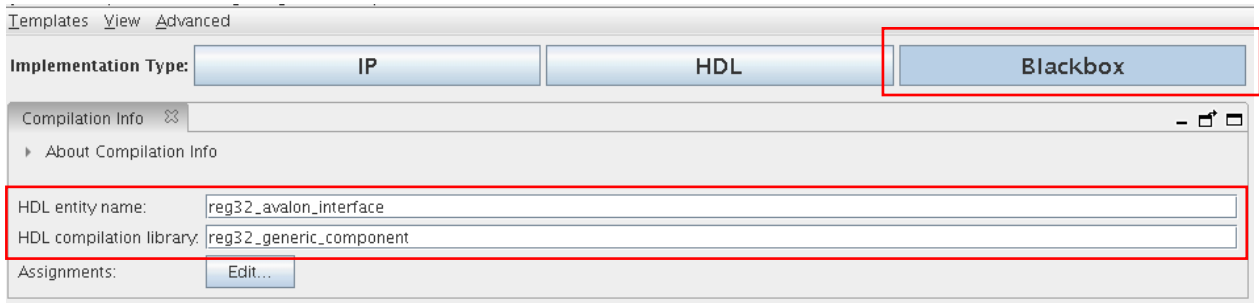 Templates View Advanced
Implementation Type: IP HDL Blackbox
Compilation Info
About Compilation Info
HDL entity name: reg32_avalon_interface
HDL compilation library: reg32_generic_component
Assignments: Edit...